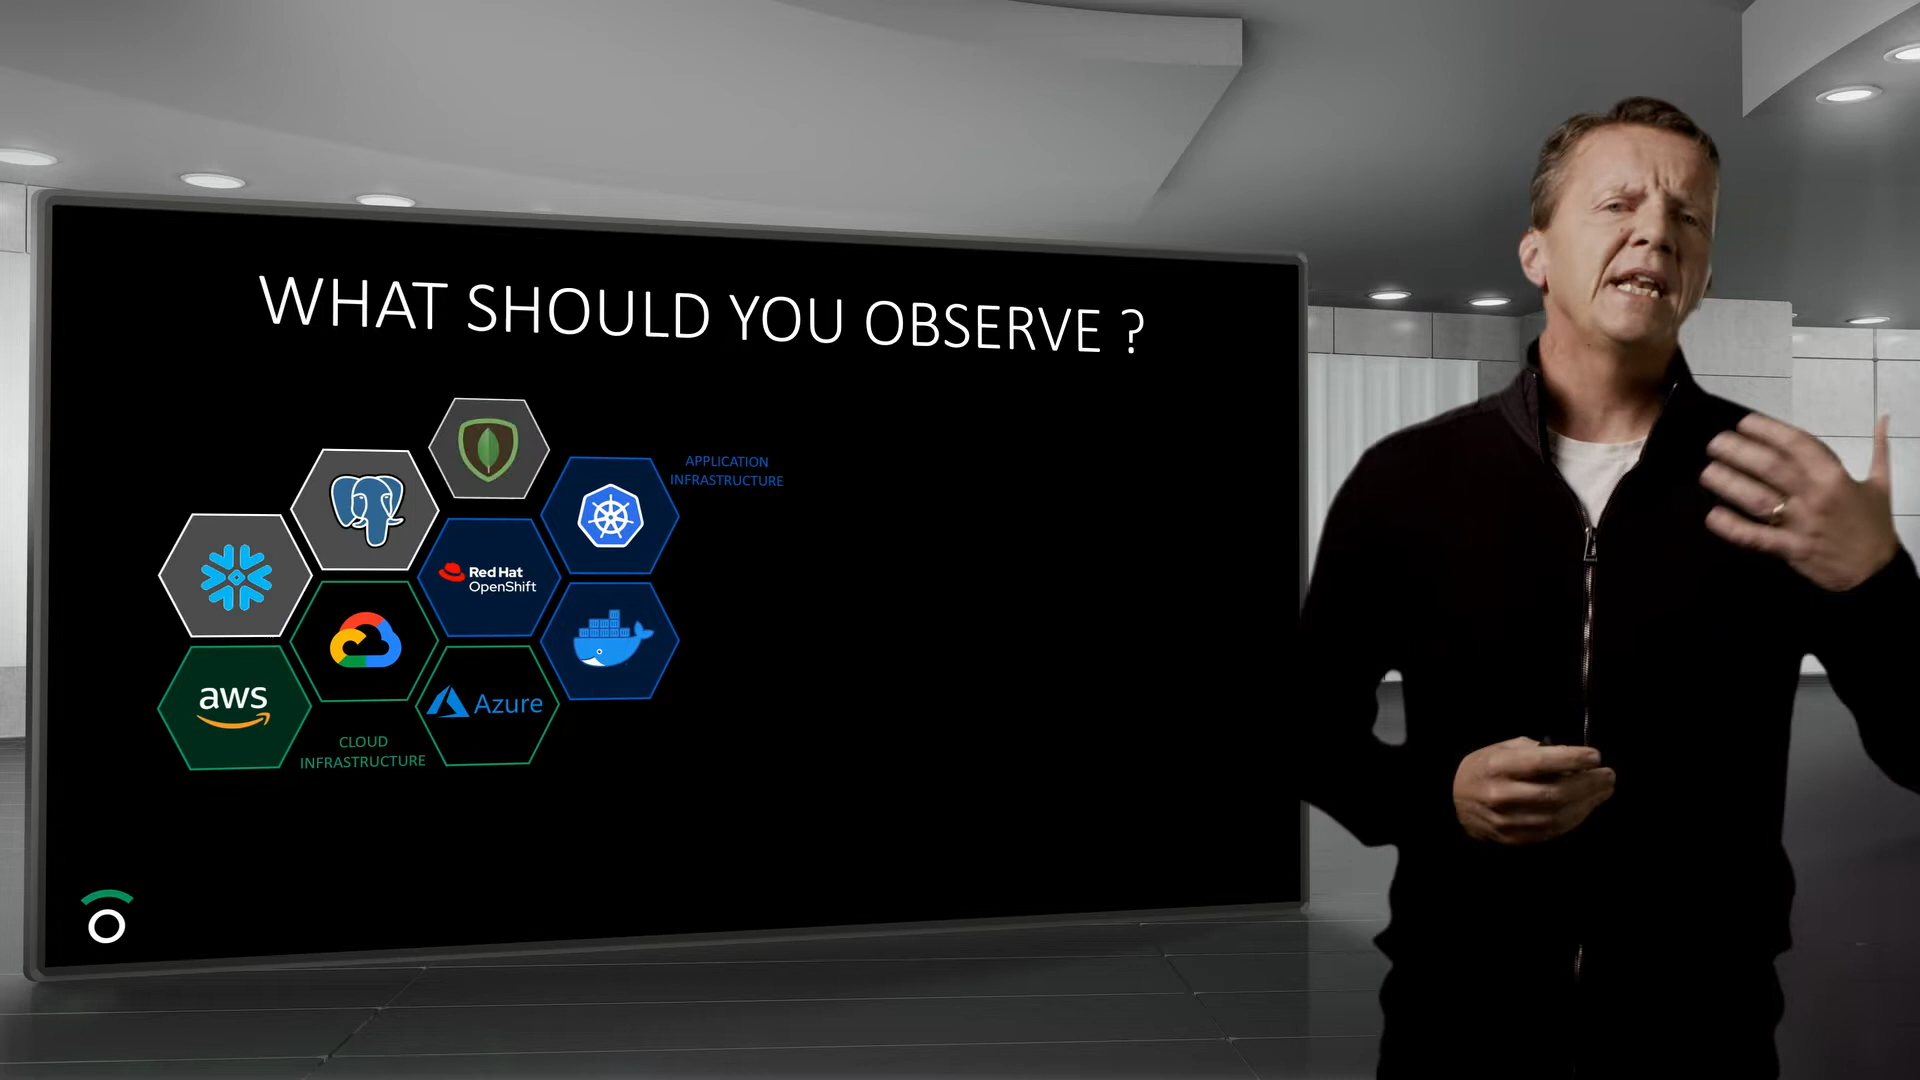 WHAT SHOULD YOU OBSERVE ?
APPLICATION
INFRASTRUCTURE
Red Hat
OpenShift
aws
Azure
CLOUD
INFRASTRUCTURE